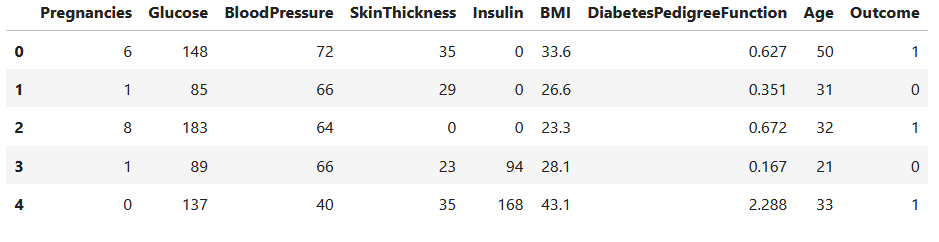 Pregnancies Glucose BloodPressure SkinThickness Insulin BMI DiabetesPedigreeFunction Age Outcome
0 6 148 72 35 0 33.6 0.627 50 1
1 1 85 66 29 0 26.6 0.351 31 0
2 8 183 64 0 0 23.3 0.672 32 1
3 1 89 66 23 94 28.1 0.167 21 0
4 0 137 40 35 168 43.1 2.288 33 1